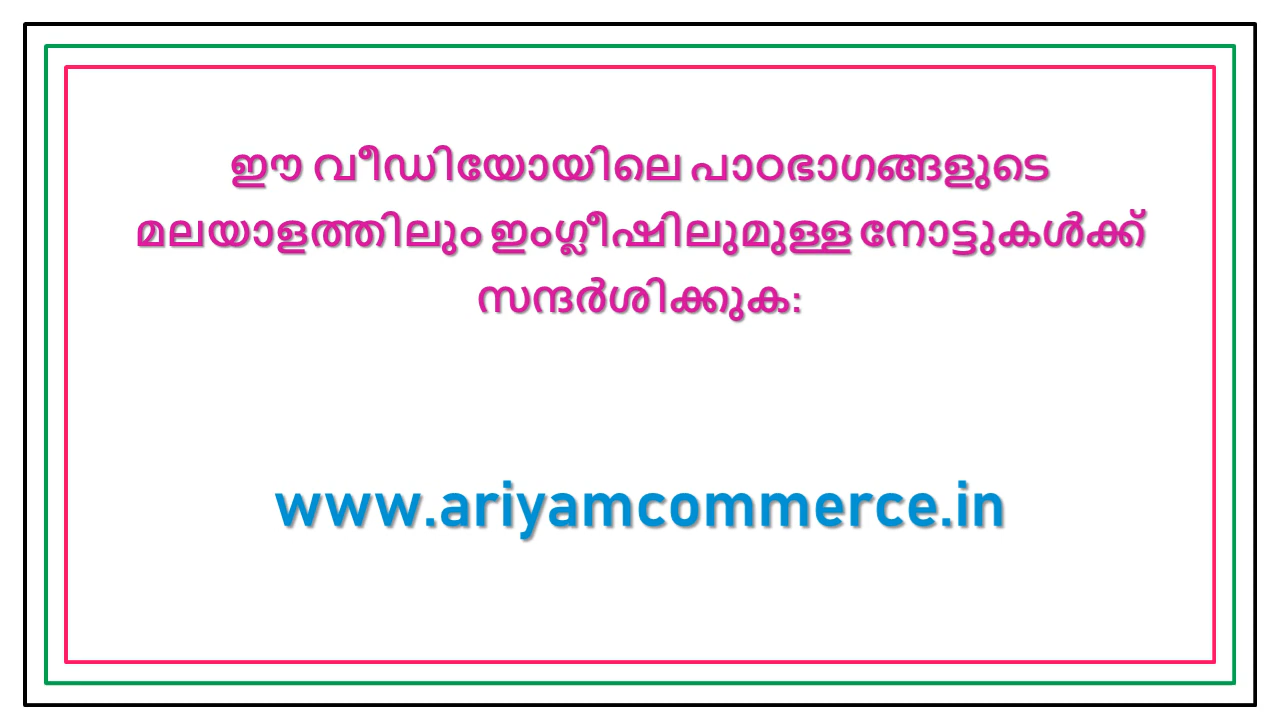 ഈ വീഡിയോയിലെ പാഠഭാഗങ്ങളുടെ
മലയാളത്തിലും ഇംഗ്ലീഷിലുമുള്ള നോട്ടുകൾക്ക്
സന്ദർശിക്കുക:
www.ariyamcommerce.in